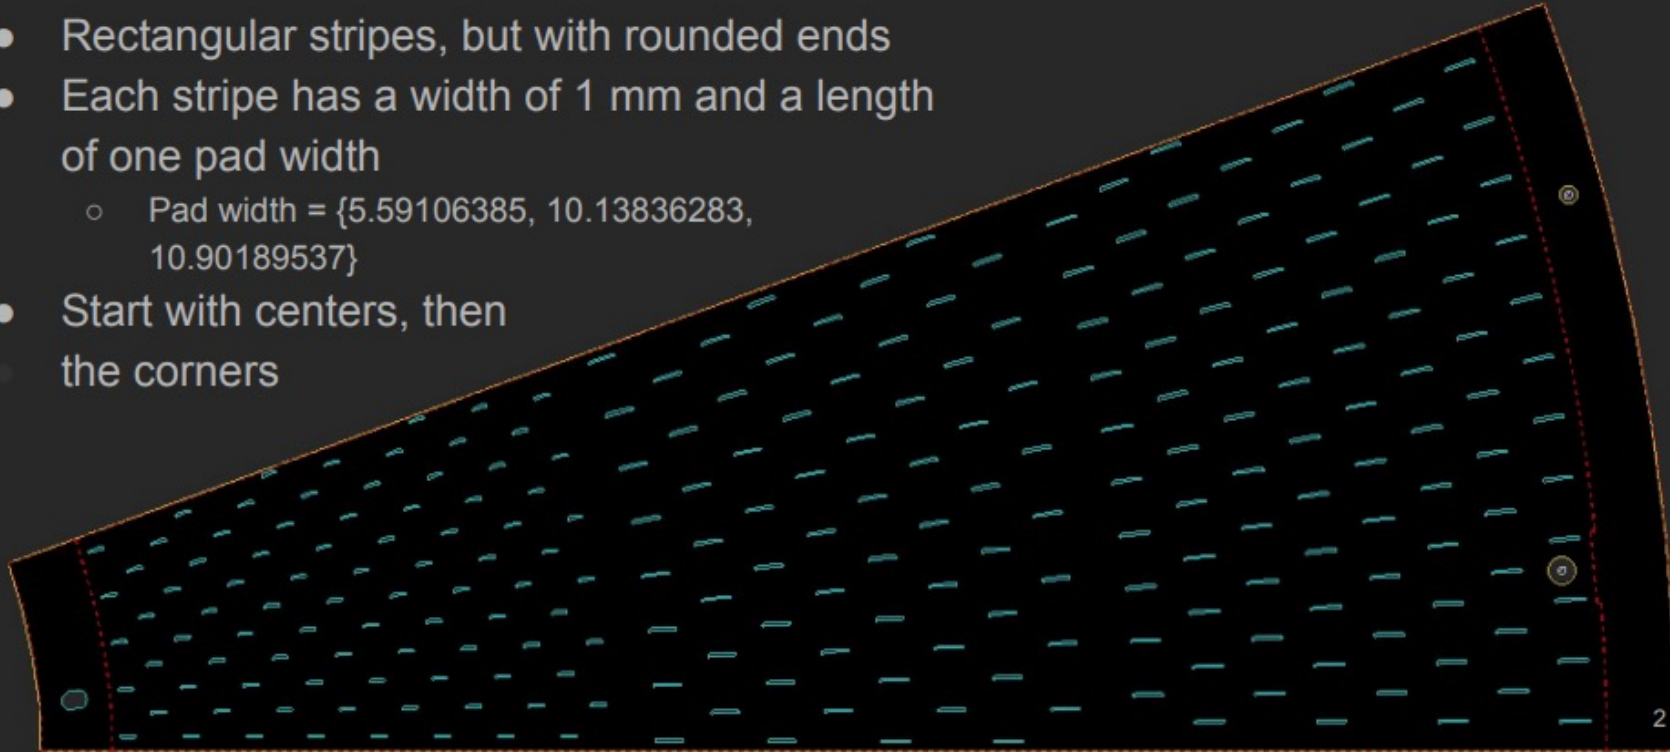 ● Rectangular stripes, but with rounded ends
● Each stripe has a width of 1 mm and a length
of one pad width
○ Pad width = {5.59106385, 10.13836283,
10.90189537}
● Start with centers, then
● the corners
2